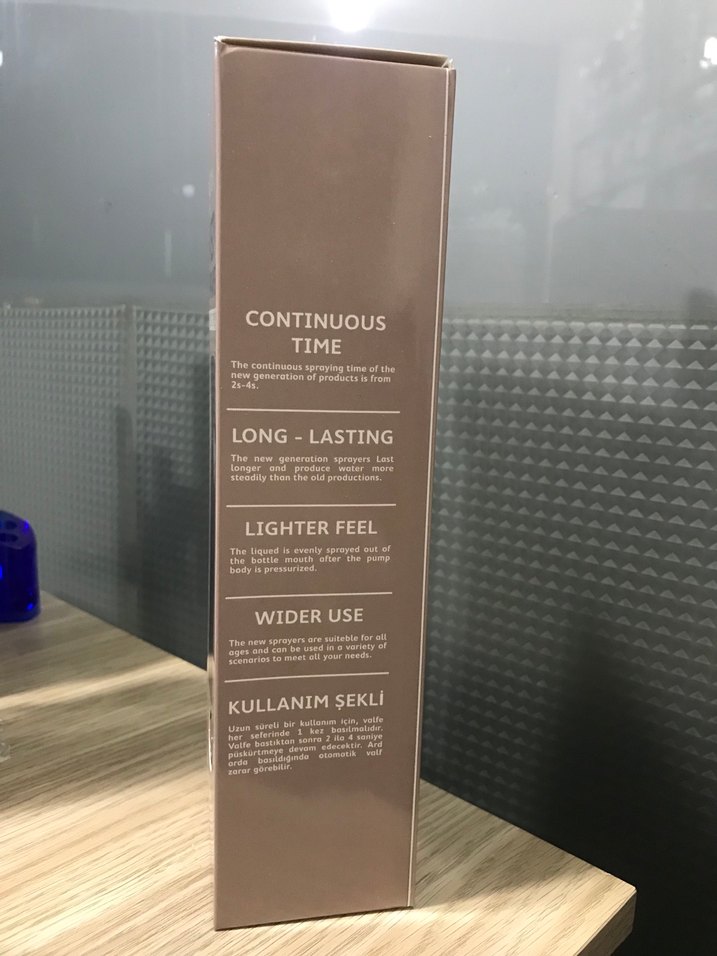 CONTINUOUS
TIME
The continuous spraying time of the
new generation of products is from
2s-4s.
LONG - LASTING
The new generation sprayers Last
longer and produce water more
steadily than the old productions.
LIGHTER FEEL
The liqued is evenly sprayed out of
the bottle mouth after the pump
body is pressurized.
WIDER USE
The new sprayers are suiteble for all
ages and can be used in a variety of
scenarios to meet all your needs.
KULLANIM ŞEKLİ
Uzun süreli bir kullanım için, valfe
her seferinde 1 kez basılmalıdır.
Valfe bastıktan sonra 2 ila 4 saniye
püskürtmeye devam edecektir. Ard
arda basıldığında otomatik valf
zarar görebilir.